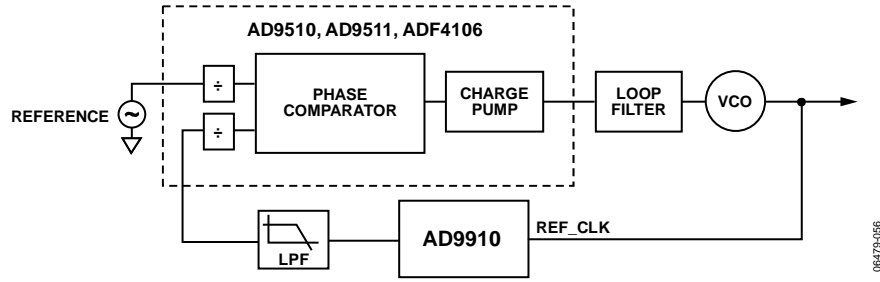 AD9510, AD9511, ADF4106
REFERENCE
÷
÷
PHASE
COMPARATOR
CHARGE
PUMP
LOOP
FILTER
VCO
LPF
AD9910
REF_CLK
06479-056